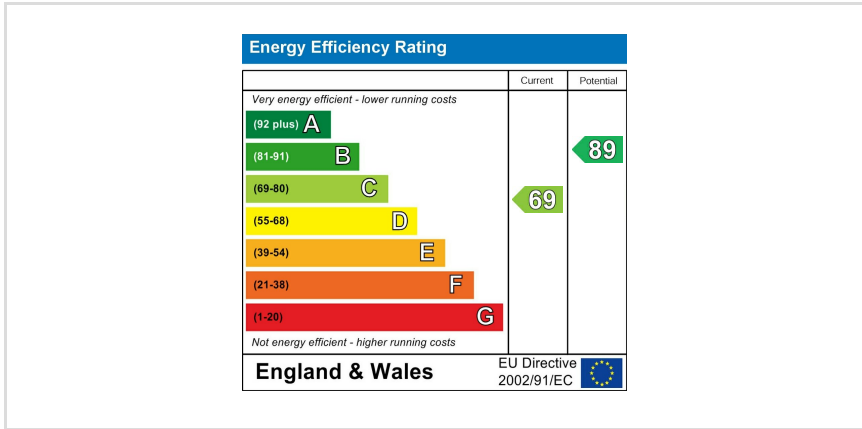 Energy Efficiency Rating
Current Potential
Very energy efficient - lower running costs
(92 plus) A
(81-91) B
89
(69-80) C
69
(55-68) D
(39-54) E
(21-38) F
(1-20) G
Not energy efficient - higher running costs
England & Wales
EU Directive
2002/91/EC